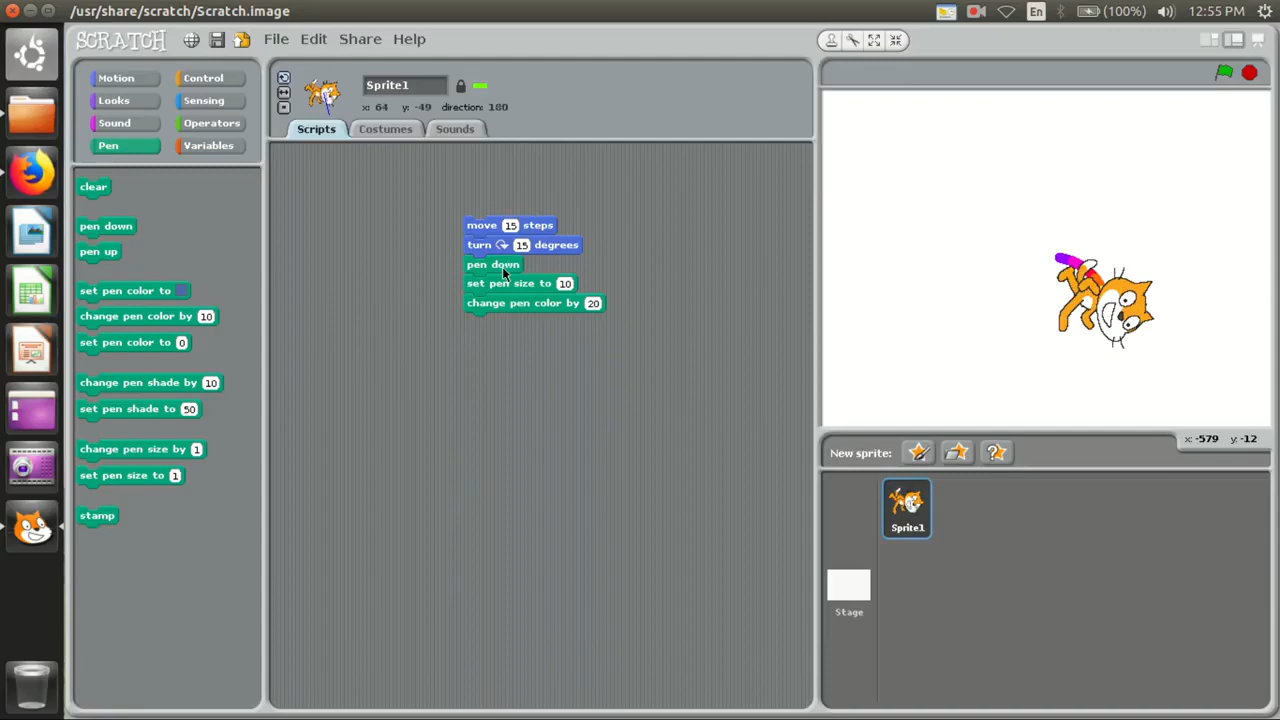 /usr/share/scratch/Scratch.image
En
(100%)
12:55 PM
SCRATCH
File Edit Share Help
Motion Control
Looks Sensing
Sound Operators
Pen Variables
Sprite1
x: 64 y: -49 direction: 180
Scripts Costumes Sounds
clear
pen down
pen up
set pen color to
change pen color by 10
set pen color to 0
change pen shade by 10
set pen shade to 50
change pen size by 1
set pen size to 1
stamp
move 15 steps
turn 15 degrees
pen down
set pen size to 10
change pen color by 20
x: -579 y: -12
New sprite:
Sprite1
Stage